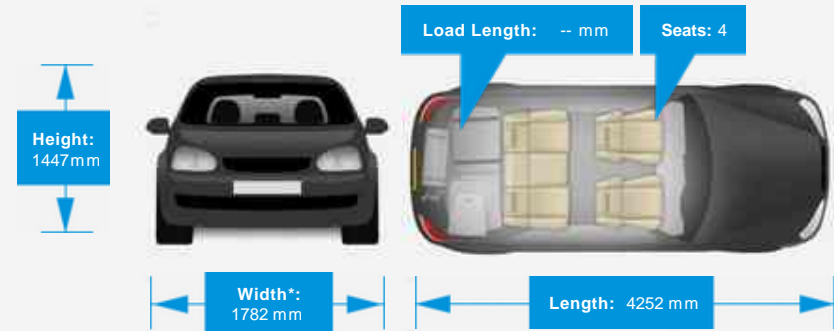 Load Length: -- mm
Seats: 4
Height:
1447mm
Width*:
1782 mm
Length: 4252 mm